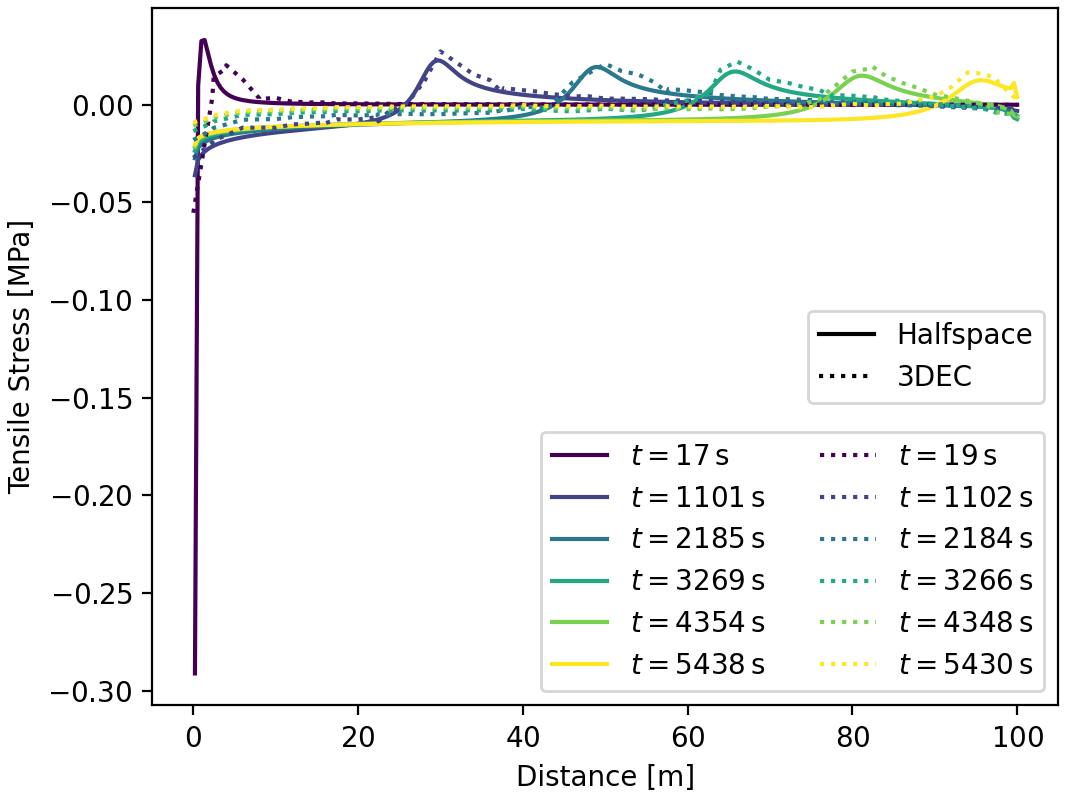 0.00
−0.05
−0.10
−0.15
−0.20
−0.25
−0.30
Tensile Stress [MPa]
0 20 40 60 80 100
Distance [m]
Halfspace
3DEC
t = 17 s t = 19 s
t = 1101 s t = 1102 s
t = 2185 s t = 2184 s
t = 3269 s t = 3266 s
t = 4354 s t = 4348 s
t = 5438 s t = 5430 s